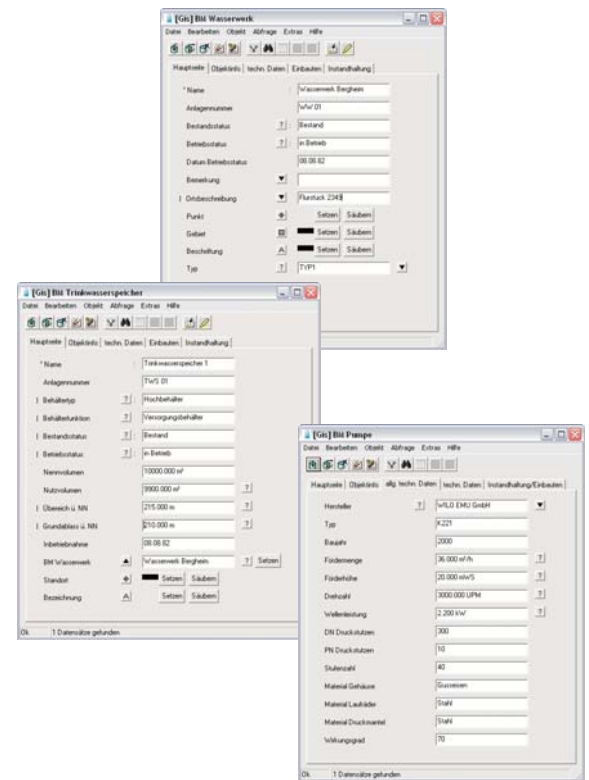 [Gis] BM Wasserwerk
Datei Bearbeiten Objekt Abfrage Extras Hilfe
Hauptseite Objektinfo techn. Daten Einbauten Instandhaltung
* Name : Wasserwerk Bergheim
Anlagennummer WW 01
Bestandsstatus ? : Bestand
Betriebsstatus ? : in Betrieb
Datum Betriebsstatus 08.06.82
Bemerkung
| Ortsbeschreibung Flurstück 2343
Punkt Setzen Säubern
Gebiet Setzen Säubern
Beschriftung A Setzen Säubern
Typ ? TYP1
[Gis] BM Trinkwasserspeicher
Datei Bearbeiten Objekt Abfrage Extras Hilfe
Hauptseite Objektinfo techn. Daten Einbauten Instandhaltung
* Name : Trinkwasserspeicher 1
Anlagennummer TWS 01
| Behältertyp ? : Hochbehälter
| Behälterfunktion ? : Versorgungsbehälter
| Bestandsstatus ? : Bestand
| Betriebsstatus ? : in Betrieb
Nennvolumen 10000.000 m³
Nutzvolumen 9900.000 m³ ?
| Übereich ü. NN 215.000 m ?
| Grundablass ü. NN 210.000 m ?
Inbetriebnahme 08.06.82
BM Wasserwerk Wasserwerk Bergheim ? Setzen
Standort Setzen Säubern
Bezeichnung A Setzen Säubern
Ok 1 Datensätze gefunden
[Gis] BM Pumpe
Datei Bearbeiten Objekt Abfrage Extras Hilfe
Hauptseite Objektinfo allg. techn. Daten techn. Daten Instandhaltung/Einbauten
Hersteller ? WILO EMU GmbH
Typ K221
Baujahr 2000
Fördermenge 36.000 m³/h ?
Förderhöhe 20.000 mWS ?
Drehzahl 3000.000 UPM ?
Wellenleistung 2.200 kW ?
DN Druckstutzen 300
PN Druckstutzen 10
Stufenzahl 40
Material Gehäuse Gusseisen
Material Laufräder Stahl
Material Druckmantel Stahl
Wirkungsgrad 70
Ok 1 Datensätze gefunden